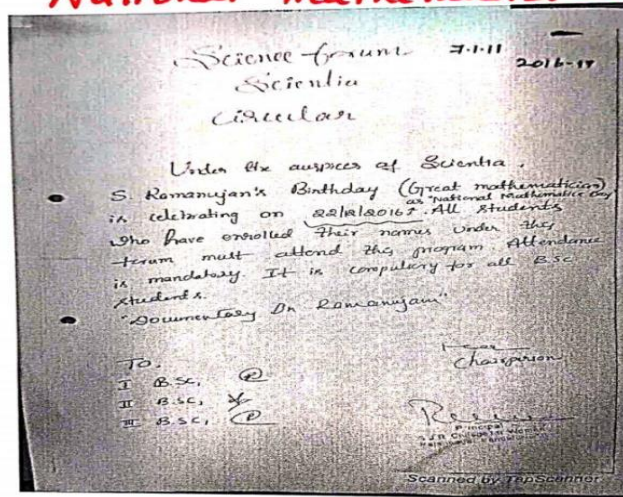 National Mathematics
Science forum 7.1.11
2016-17
Scientia
Circular
Under the auspices of Scientia,
S. Ramanujan's Birthday (Great mathematician)
as "National Mathematics Day
is celebrating on 22/12/2016. All students
who have enrolled their names under the
forum must attend the program. Attendance
is mandatory. It is compulsory for all B.Sc
students.
"Documentary On Ramanujam"
Chairperson
To,
I B.Sc,
II B.Sc,
III B.Sc,
Principal
Scanned by TapScanner